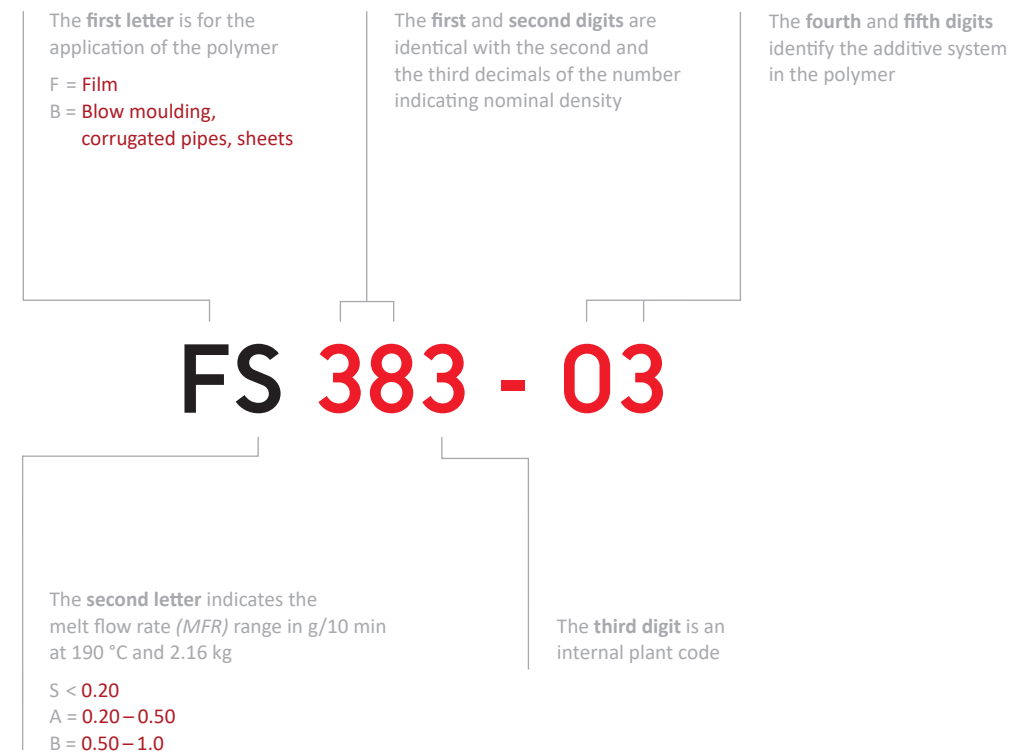 The first letter is for the
application of the polymer
F = Film
B = Blow moulding,
corrugated pipes, sheets
The first and second digits are
identical with the second and
the third decimals of the number
indicating nominal density
The fourth and fifth digits
identify the additive system
in the polymer
FS 383 - 03
The second letter indicates the
melt flow rate (MFR) range in g/10 min
at 190 °C and 2.16 kg
S < 0.20
A = 0.20 – 0.50
B = 0.50 – 1.0
The third digit is an
internal plant code